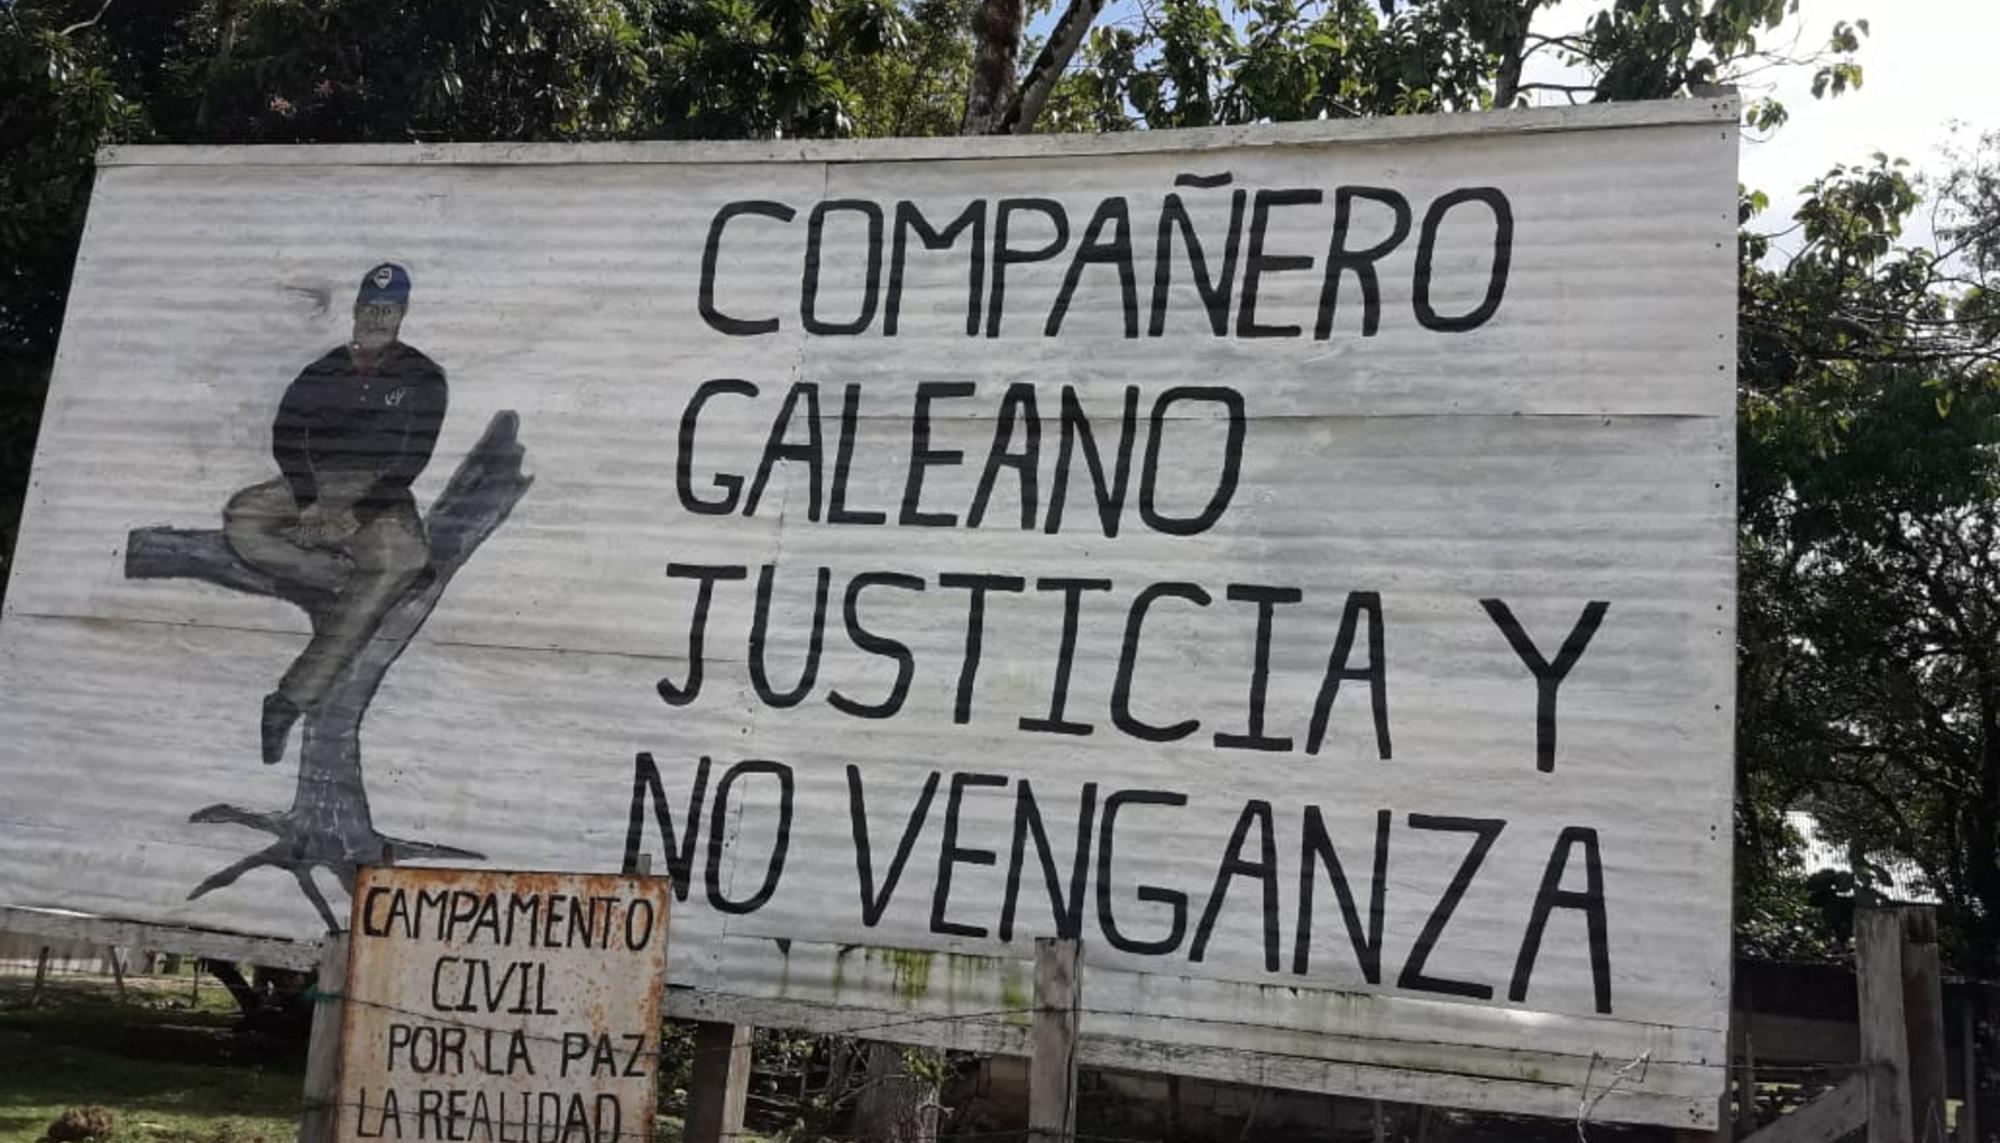 COMPAÑERO
GALEANO
JUSTICIA Y
NO VENGANZA
CAMPAMENTO
CIVIL
POR LA PAZ
LA REALIDAD